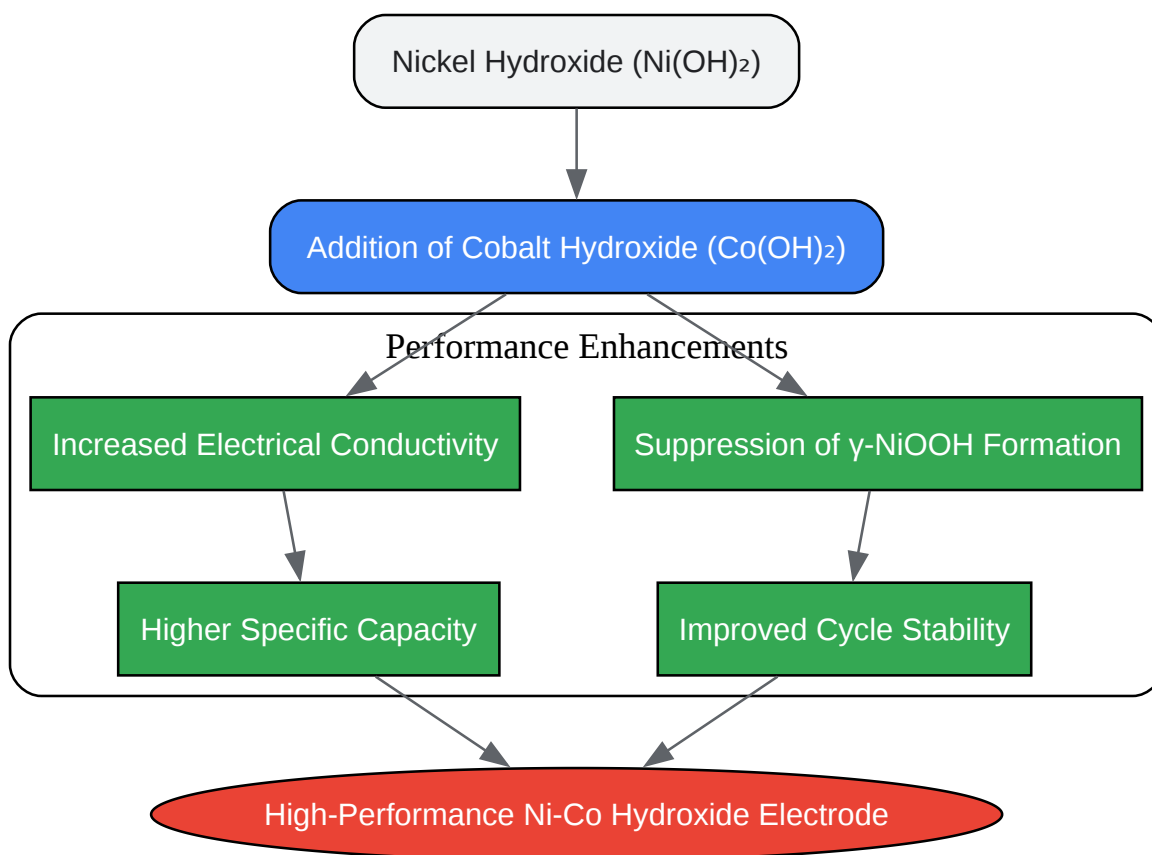 Nickel Hydroxide (Ni(OH)₂)
Addition of Cobalt Hydroxide (Co(OH)₂)
Performance Enhancements
Increased Electrical Conductivity
Suppression of γ-NiOOH Formation
Higher Specific Capacity
Improved Cycle Stability
High-Performance Ni-Co Hydroxide Electrode